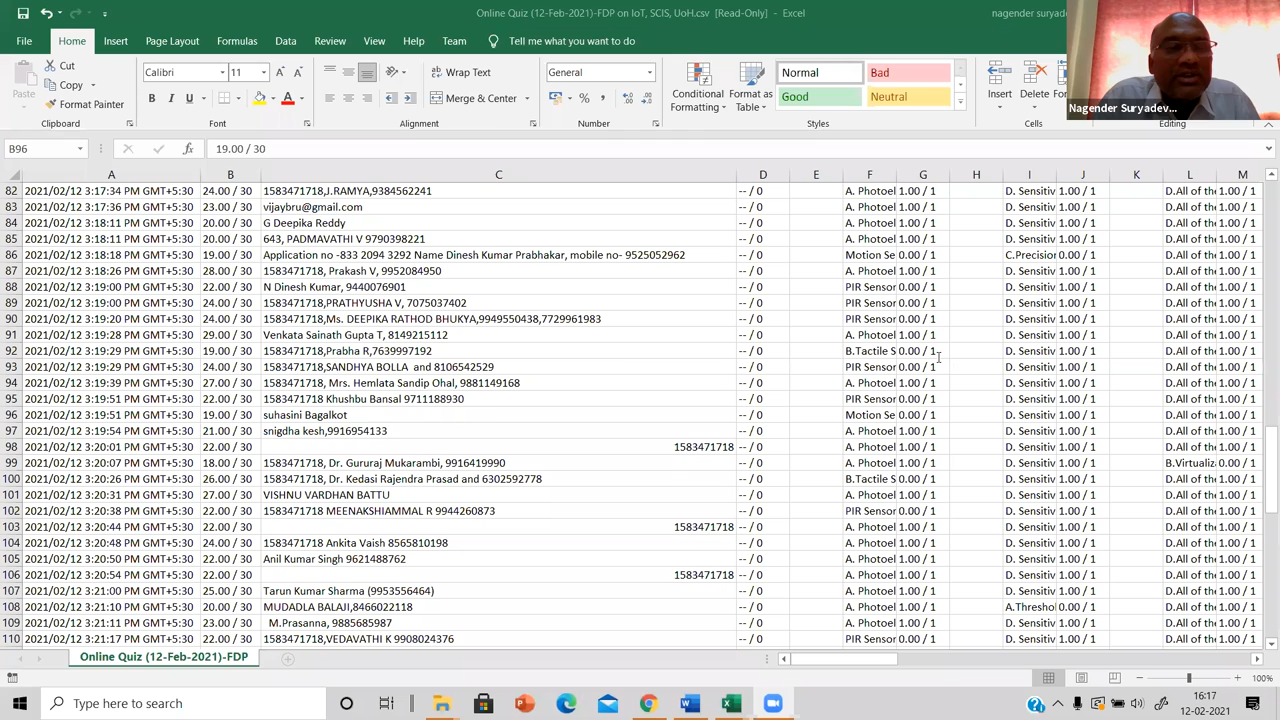 Online Quiz (12-Feb-2021)-FDP on IoT, SCIS, UoH.csv [Read-Only] - Excel
nagender suryade
File Home Insert Page Layout Formulas Data Review View Help Team Tell me what you want to do
Cut
Copy
Format Painter
Paste
Calibri 11
Wrap Text
Merge & Center
General
Conditional Formatting
Format as Table
Normal Bad
Good Neutral
Insert Delete
Nagender Suryadev...
Clipboard Font Alignment Number Styles Cells Editing
B96 fx 19.00 / 30
A B C D E F G H I J K L M
82 2021/02/12 3:17:34 PM GMT+5:30 24.00 / 30 1583471718,J.RAMYA,9384562241 -- / 0 A. Photoel 1.00 / 1 D. Sensitiv 1.00 / 1 D.All of the 1.00 / 1
83 2021/02/12 3:17:36 PM GMT+5:30 23.00 / 30 vijaybru@gmail.com -- / 0 A. Photoel 1.00 / 1 D. Sensitiv 1.00 / 1 D.All of the 1.00 / 1
84 2021/02/12 3:18:11 PM GMT+5:30 20.00 / 30 G Deepika Reddy -- / 0 A. Photoel 1.00 / 1 D. Sensitiv 1.00 / 1 D.All of the 1.00 / 1
85 2021/02/12 3:18:11 PM GMT+5:30 20.00 / 30 643, PADMAVATHI V 9790398221 -- / 0 A. Photoel 1.00 / 1 D. Sensitiv 1.00 / 1 D.All of the 1.00 / 1
86 2021/02/12 3:18:18 PM GMT+5:30 19.00 / 30 Application no -833 2094 3292 Name Dinesh Kumar Prabhakar, mobile no- 9525052962 -- / 0 Motion Se 0.00 / 1 C.Precision 0.00 / 1 D.All of the 1.00 / 1
87 2021/02/12 3:18:26 PM GMT+5:30 28.00 / 30 1583471718, Prakash V, 9952084950 -- / 0 A. Photoel 1.00 / 1 D. Sensitiv 1.00 / 1 D.All of the 1.00 / 1
88 2021/02/12 3:19:00 PM GMT+5:30 22.00 / 30 N Dinesh Kumar, 9440076901 -- / 0 PIR Sensor 0.00 / 1 D. Sensitiv 1.00 / 1 D.All of the 1.00 / 1
89 2021/02/12 3:19:00 PM GMT+5:30 24.00 / 30 1583471718,PRATHYUSHA V, 7075037402 -- / 0 PIR Sensor 0.00 / 1 D. Sensitiv 1.00 / 1 D.All of the 1.00 / 1
90 2021/02/12 3:19:20 PM GMT+5:30 24.00 / 30 1583471718,Ms. DEEPIKA RATHOD BHUKYA,9949550438,7729961983 -- / 0 PIR Sensor 0.00 / 1 D. Sensitiv 1.00 / 1 D.All of the 1.00 / 1
91 2021/02/12 3:19:28 PM GMT+5:30 29.00 / 30 Venkata Sainath Gupta T, 8149215112 -- / 0 A. Photoel 1.00 / 1 D. Sensitiv 1.00 / 1 D.All of the 1.00 / 1
92 2021/02/12 3:19:29 PM GMT+5:30 19.00 / 30 1583471718,Prabha R,7639997192 -- / 0 B.Tactile S 0.00 / 1 D. Sensitiv 1.00 / 1 D.All of the 1.00 / 1
93 2021/02/12 3:19:29 PM GMT+5:30 24.00 / 30 1583471718,SANDHYA BOLLA and 8106542529 -- / 0 PIR Sensor 0.00 / 1 D. Sensitiv 1.00 / 1 D.All of the 1.00 / 1
94 2021/02/12 3:19:39 PM GMT+5:30 27.00 / 30 1583471718, Mrs. Hemlata Sandip Ohal, 9881149168 -- / 0 A. Photoel 1.00 / 1 D. Sensitiv 1.00 / 1 D.All of the 1.00 / 1
95 2021/02/12 3:19:51 PM GMT+5:30 22.00 / 30 1583471718 Khushbu Bansal 9711188930 -- / 0 PIR Sensor 0.00 / 1 D. Sensitiv 1.00 / 1 D.All of the 1.00 / 1
96 2021/02/12 3:19:51 PM GMT+5:30 19.00 / 30 suhasini Bagalkot -- / 0 Motion Se 0.00 / 1 D. Sensitiv 1.00 / 1 D.All of the 1.00 / 1
97 2021/02/12 3:19:54 PM GMT+5:30 21.00 / 30 snigdha kesh,9916954133 -- / 0 A. Photoel 1.00 / 1 D. Sensitiv 1.00 / 1 D.All of the 1.00 / 1
98 2021/02/12 3:20:01 PM GMT+5:30 22.00 / 30 1583471718 -- / 0 A. Photoel 1.00 / 1 D. Sensitiv 1.00 / 1 D.All of the 1.00 / 1
99 2021/02/12 3:20:07 PM GMT+5:30 18.00 / 30 1583471718, Dr. Gururaj Mukarambi, 9916419990 -- / 0 A. Photoel 1.00 / 1 D. Sensitiv 1.00 / 1 B.Virtualiza 0.00 / 1
100 2021/02/12 3:20:26 PM GMT+5:30 26.00 / 30 1583471718, Dr. Kedasi Rajendra Prasad and 6302592778 -- / 0 B.Tactile S 0.00 / 1 D. Sensitiv 1.00 / 1 D.All of the 1.00 / 1
101 2021/02/12 3:20:31 PM GMT+5:30 27.00 / 30 VISHNU VARDHAN BATTU -- / 0 A. Photoel 1.00 / 1 D. Sensitiv 1.00 / 1 D.All of the 1.00 / 1
102 2021/02/12 3:20:38 PM GMT+5:30 22.00 / 30 1583471718 MEENAKSHIAMMAL R 9944260873 -- / 0 A. Photoel 1.00 / 1 D. Sensitiv 1.00 / 1 D.All of the 1.00 / 1
103 2021/02/12 3:20:44 PM GMT+5:30 22.00 / 30 1583471718 -- / 0 A. Photoel 1.00 / 1 D. Sensitiv 1.00 / 1 D.All of the 1.00 / 1
104 2021/02/12 3:20:48 PM GMT+5:30 22.00 / 30 1583471718 Ankita Vaish 8565810198 -- / 0 A. Photoel 1.00 / 1 D. Sensitiv 1.00 / 1 D.All of the 1.00 / 1
105 2021/02/12 3:20:50 PM GMT+5:30 22.00 / 30 Anil Kumar Singh 9621488762 -- / 0 A. Photoel 1.00 / 1 D. Sensitiv 1.00 / 1 D.All of the 1.00 / 1
106 2021/02/12 3:20:54 PM GMT+5:30 22.00 / 30 1583471718 -- / 0 A. Photoel 1.00 / 1 D. Sensitiv 1.00 / 1 D.All of the 1.00 / 1
107 2021/02/12 3:21:00 PM GMT+5:30 25.00 / 30 Tarun Kumar Sharma (9953556464) -- / 0 A. Photoel 1.00 / 1 D. Sensitiv 1.00 / 1 D.All of the 1.00 / 1
108 2021/02/12 3:21:10 PM GMT+5:30 20.00 / 30 MUDADLA BALAJI,8466022118 -- / 0 A. Photoel 1.00 / 1 A.Thresho 0.00 / 1 D.All of the 1.00 / 1
109 2021/02/12 3:21:11 PM GMT+5:30 23.00 / 30 M.Prasanna, 9885685987 -- / 0 A. Photoel 1.00 / 1 D. Sensitiv 1.00 / 1 D.All of the 1.00 / 1
110 2021/02/12 3:21:17 PM GMT+5:30 22.00 / 30 1583471718,VEDAVATHI K 9908024376 -- / 0 PIR Sensor 0.00 / 1 D. Sensitiv 1.00 / 1 D.All of the 1.00 / 1
Online Quiz (12-Feb-2021)-FDP
100%
Type here to search
16:17
12-02-2021